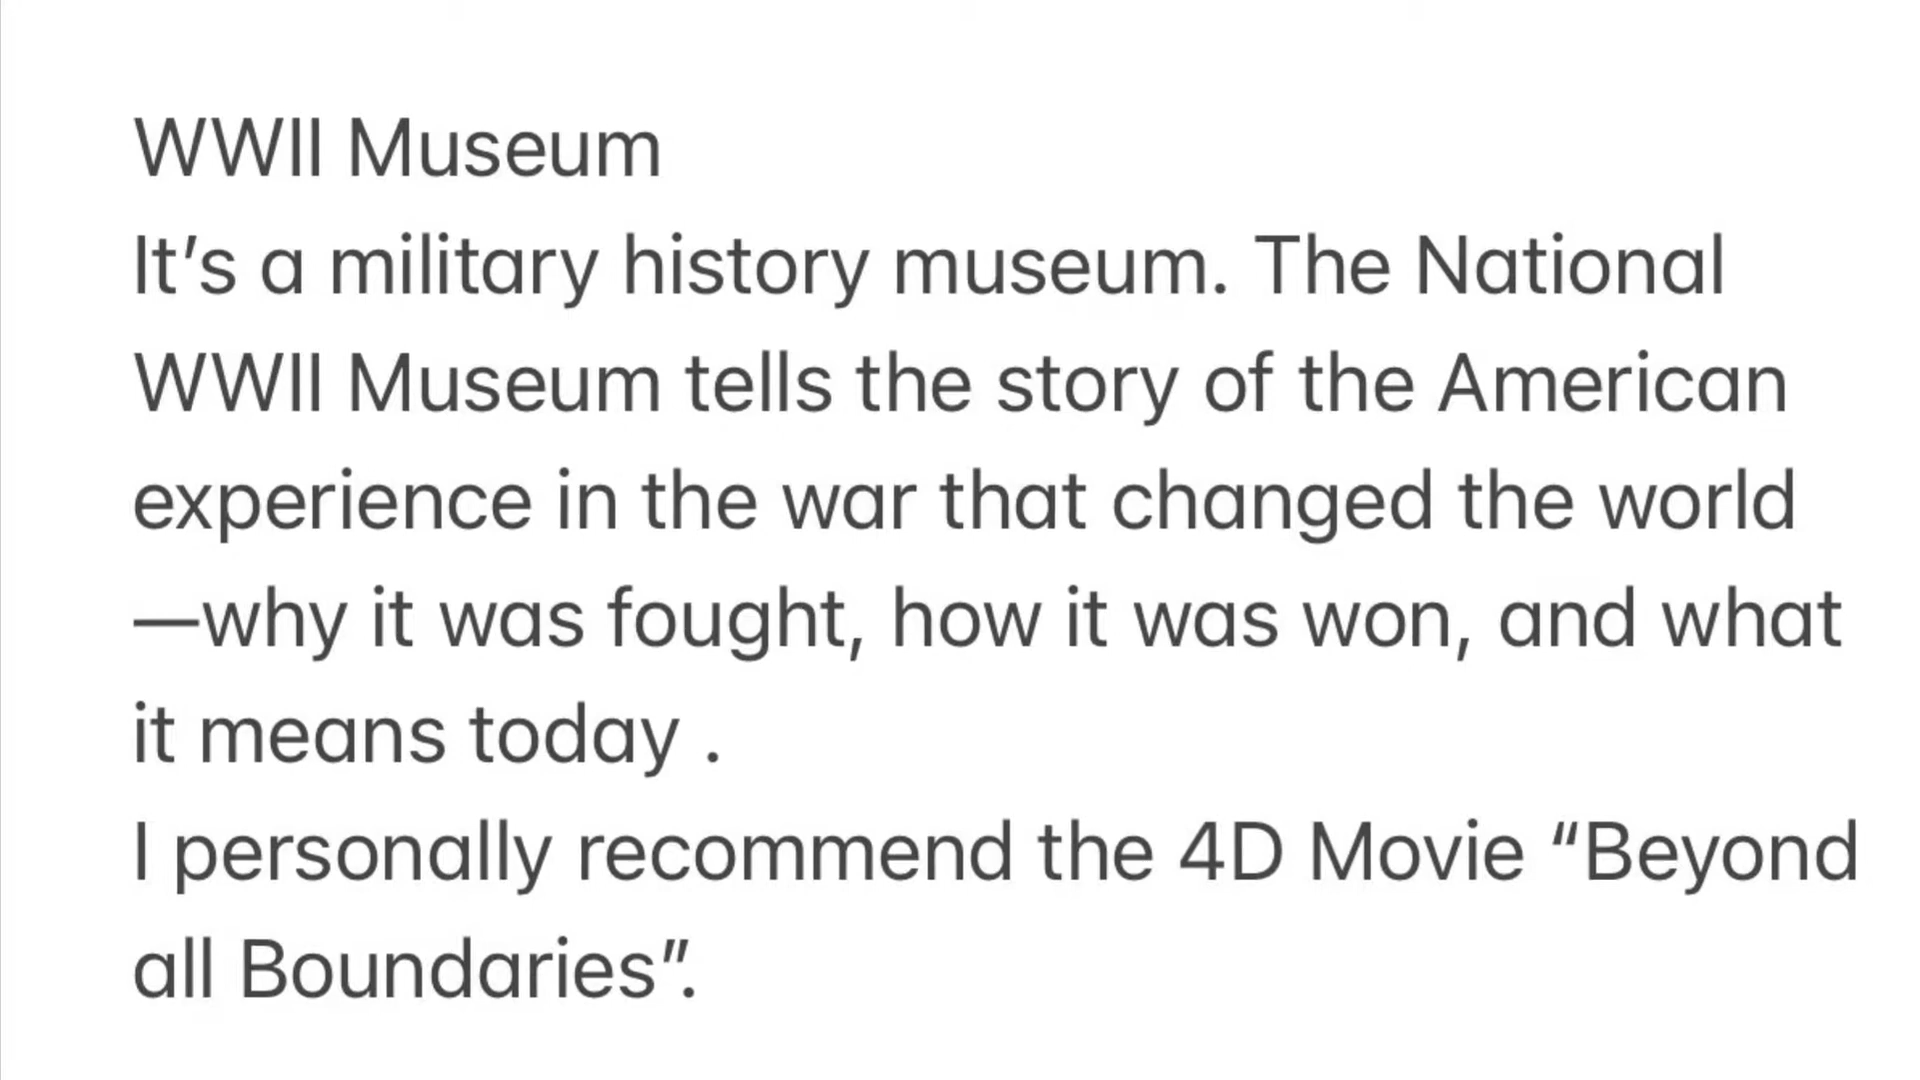 WWII Museum
It’s a military history museum. The National
WWII Museum tells the story of the American
experience in the war that changed the world
—why it was fought, how it was won, and what
it means today .
I personally recommend the 4D Movie “Beyond
all Boundaries”.